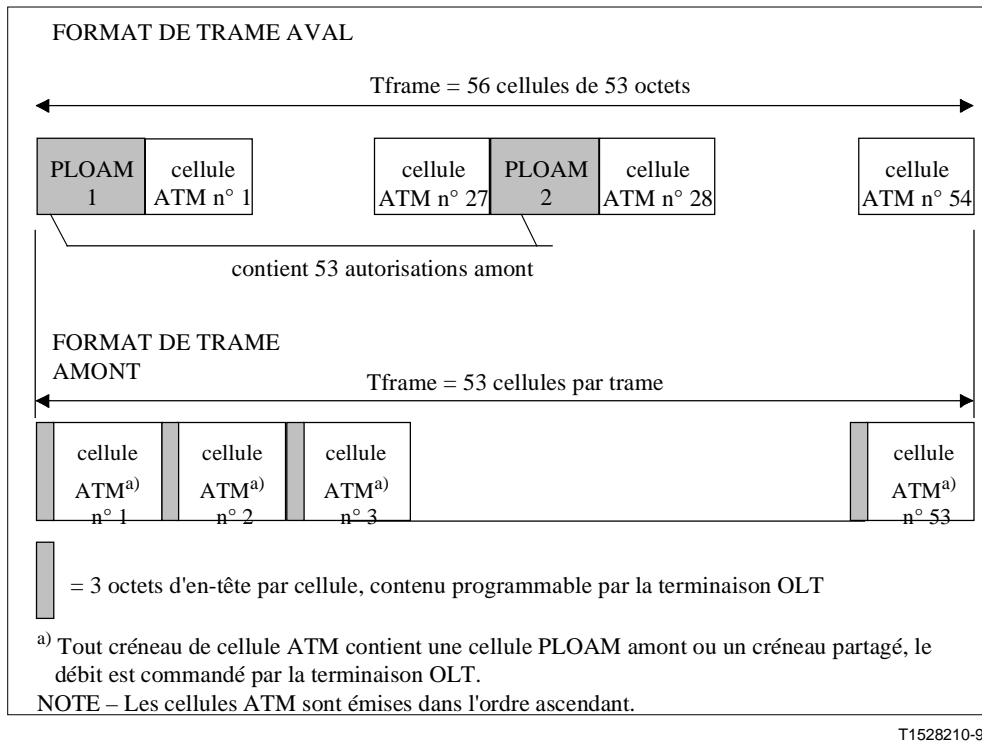 FORMAT DE TRAME AVAL
Tframe = 56 cellules de 53 octets
PLOAM 1
cellule ATM n° 1
cellule ATM n° 27
PLOAM 2
cellule ATM n° 28
cellule ATM n° 54
contient 53 autorisations amont
FORMAT DE TRAME
AMONT
Tframe = 53 cellules par trame
cellule ATMa) n° 1
cellule ATMa) n° 2
cellule ATMa) n° 3
cellule ATMa) n° 53
= 3 octets d'en-tête par cellule, contenu programmable par la terminaison OLT
a) Tout créneau de cellule ATM contient une cellule PLOAM amont ou un créneau partagé, le
débit est commandé par la terminaison OLT.
NOTE – Les cellules ATM sont émises dans l'ordre ascendant.
T1528210-9